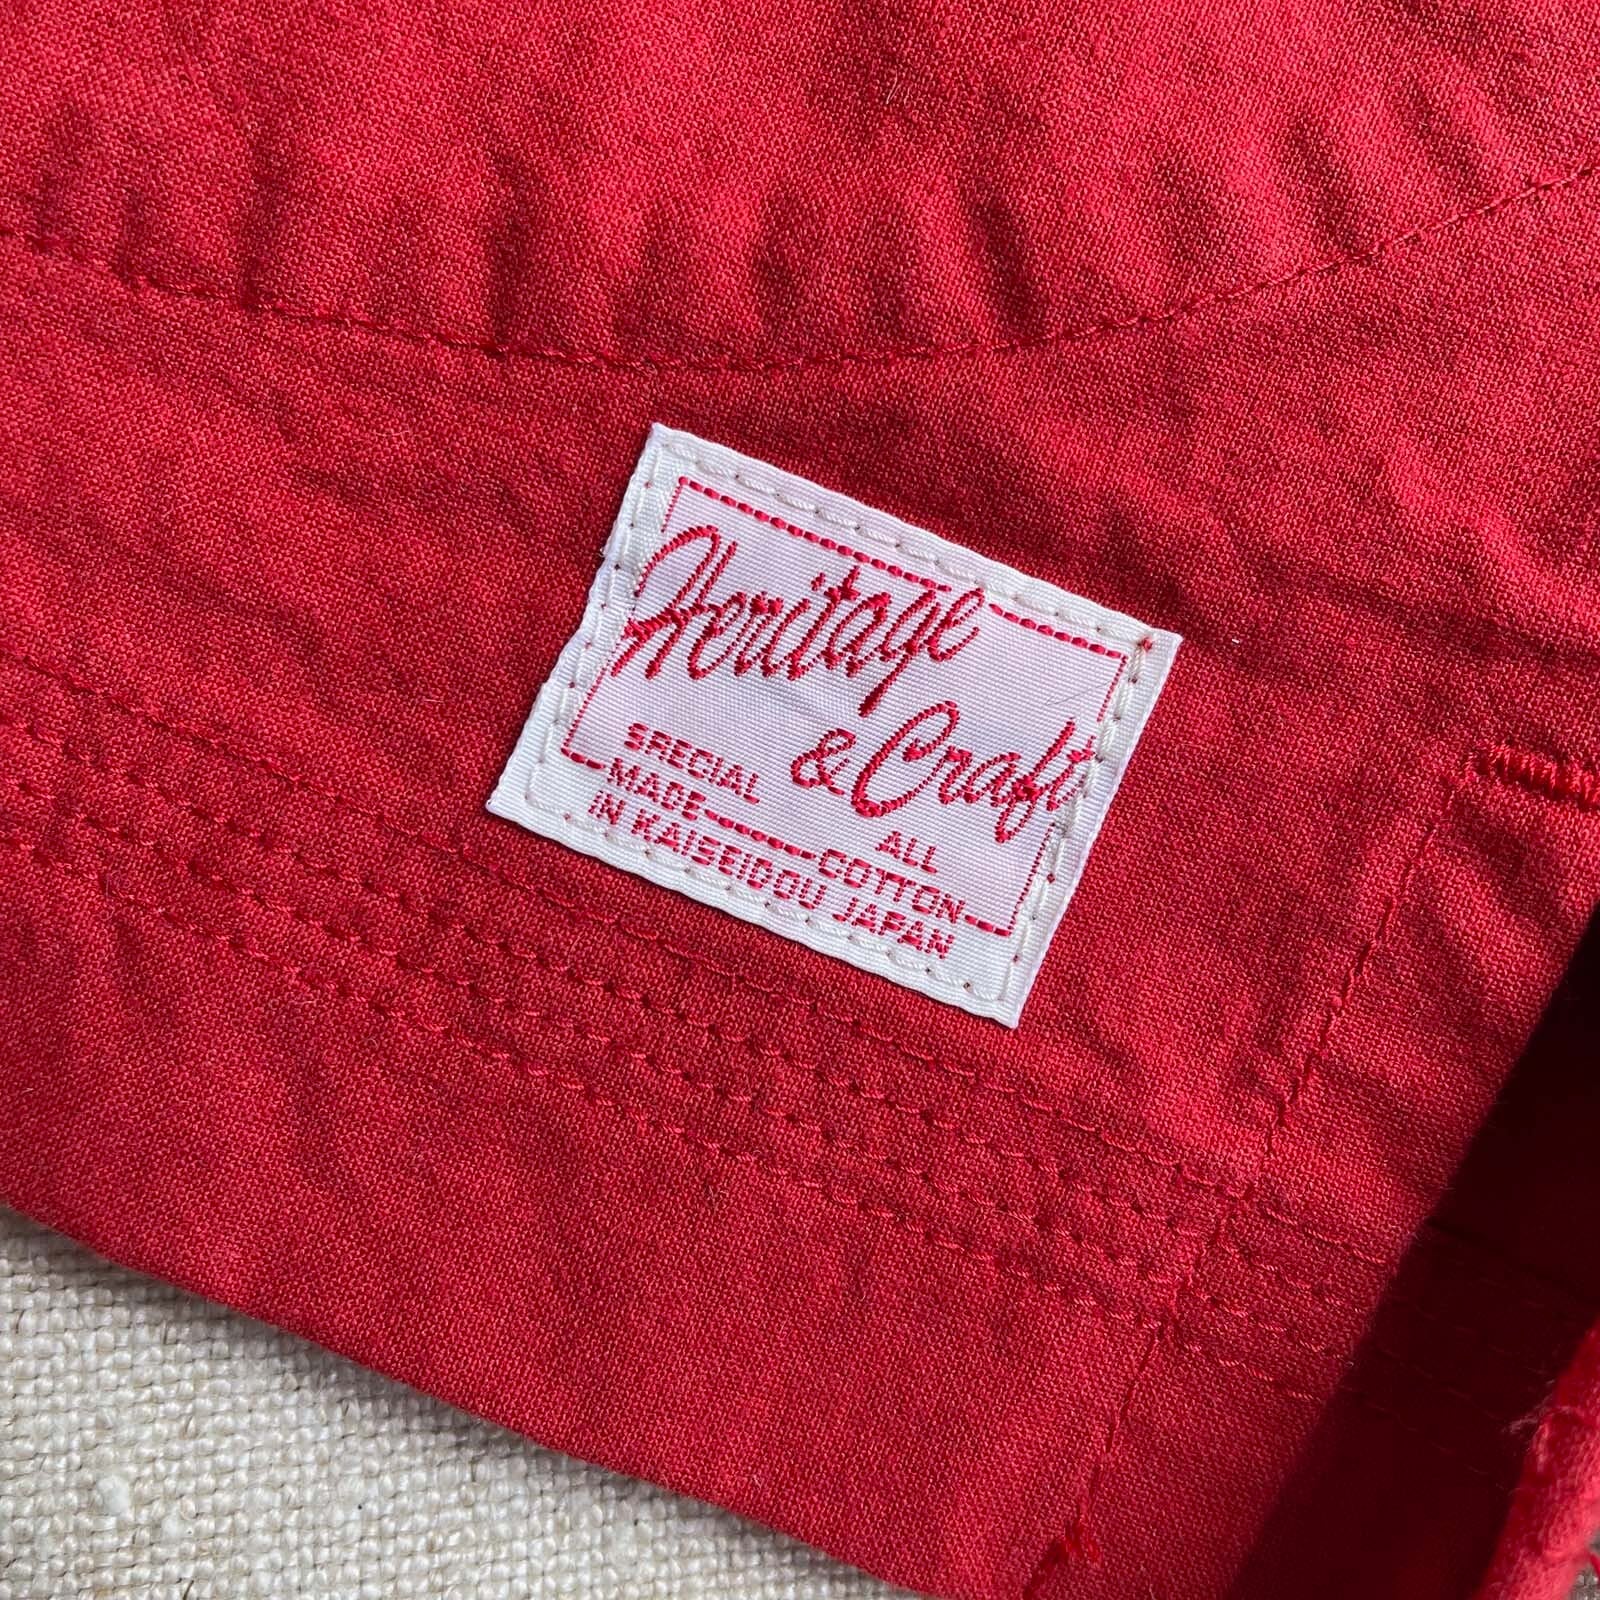 Heritage
& Craft
SPECIAL
MADE
IN KAISEIDOU JAPAN
ALL
COTTON